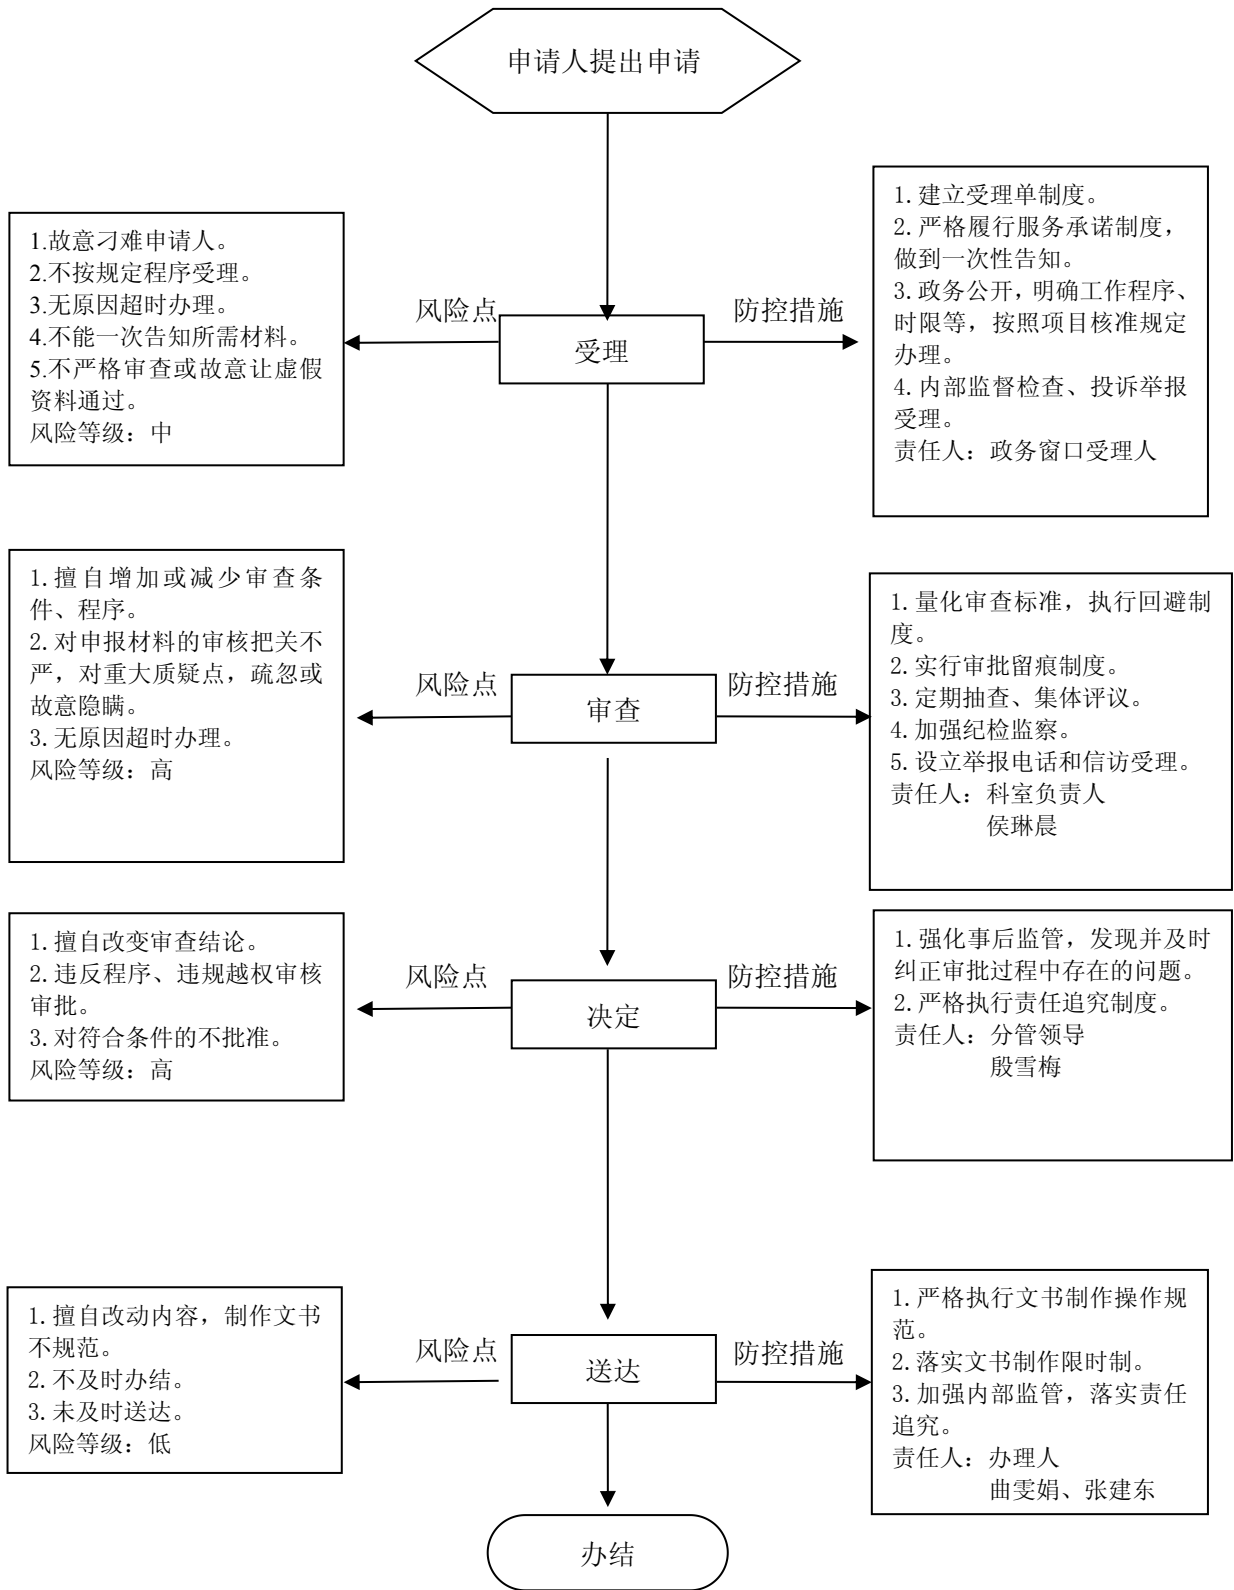 申请人提出申请
1.故意刁难申请人。
2.不按规定程序受理。
3.无原因超时办理。
4.不能一次告知所需材料。
5.不严格审查或故意让虚假
资料通过。
风险等级：中
风险点
受理
防控措施
1.建立受理单制度。
2.严格履行服务承诺制度，
做到一次性告知。
3.政务公开，明确工作程序、
时限等，按照项目核准规定
办理。
4.内部监督检查、投诉举报
受理。
责任人：政务窗口受理人
1.擅自增加或减少审查条
件、程序。
2.对申报材料的审核把关不
严，对重大质疑点，疏忽或
故意隐瞒。
3.无原因超时办理。
风险等级：高
风险点
审查
防控措施
1.量化审查标准，执行回避制
度。
2.实行审批留痕制度。
3.定期抽查、集体评议。
4.加强纪检监察。
5.设立举报电话和信访受理。
责任人：科室负责人
侯琳晨
1.擅自改变审查结论。
2.违反程序、违规越权审核
审批。
3.对符合条件的不批准。
风险等级：高
风险点
决定
防控措施
1.强化事后监管，发现并及时
纠正审批过程中存在的问题。
2.严格执行责任追究制度。
责任人：分管领导
殷雪梅
1.擅自改动内容，制作文书
不规范。
2.不及时办结。
3.未及时送达。
风险等级：低
风险点
送达
防控措施
1.严格执行文书制作操作规
范。
2.落实文书制作限时制。
3.加强内部监管，落实责任
追究。
责任人：办理人
曲雯娟、张建东
办结